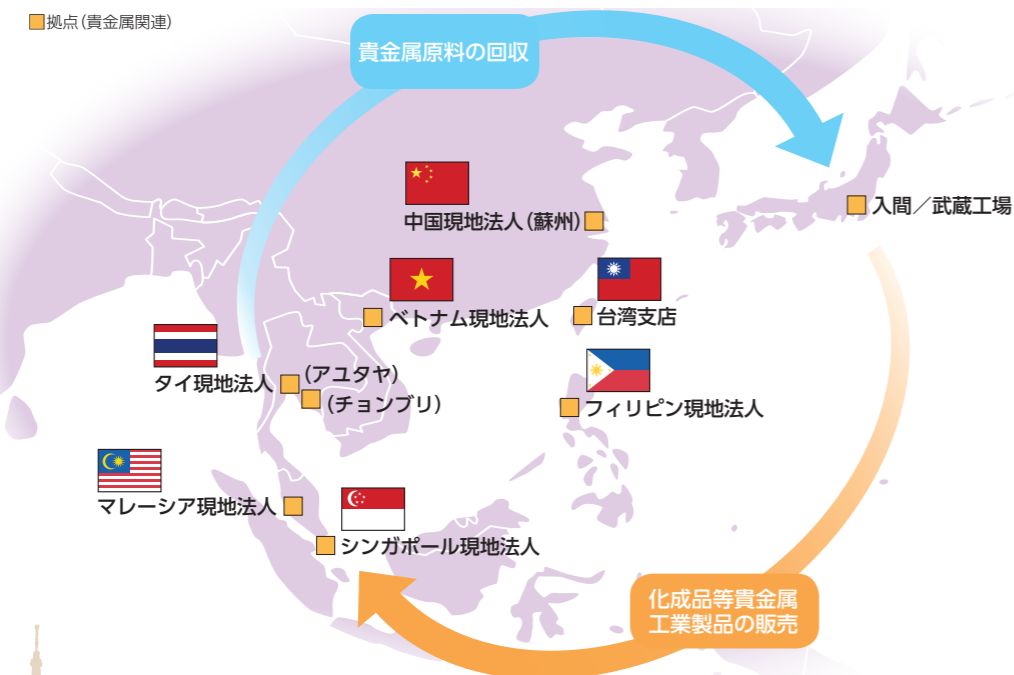 拠点(貴金属関連)
貴金属原料の回収
中国現地法人(蘇州)
入間／武蔵工場
ベトナム現地法人
台湾支店
タイ現地法人
(アユタヤ)
(チョンブリ)
フィリピン現地法人
マレーシア現地法人
シンガポール現地法人
化成品等貴金属
工業製品の販売